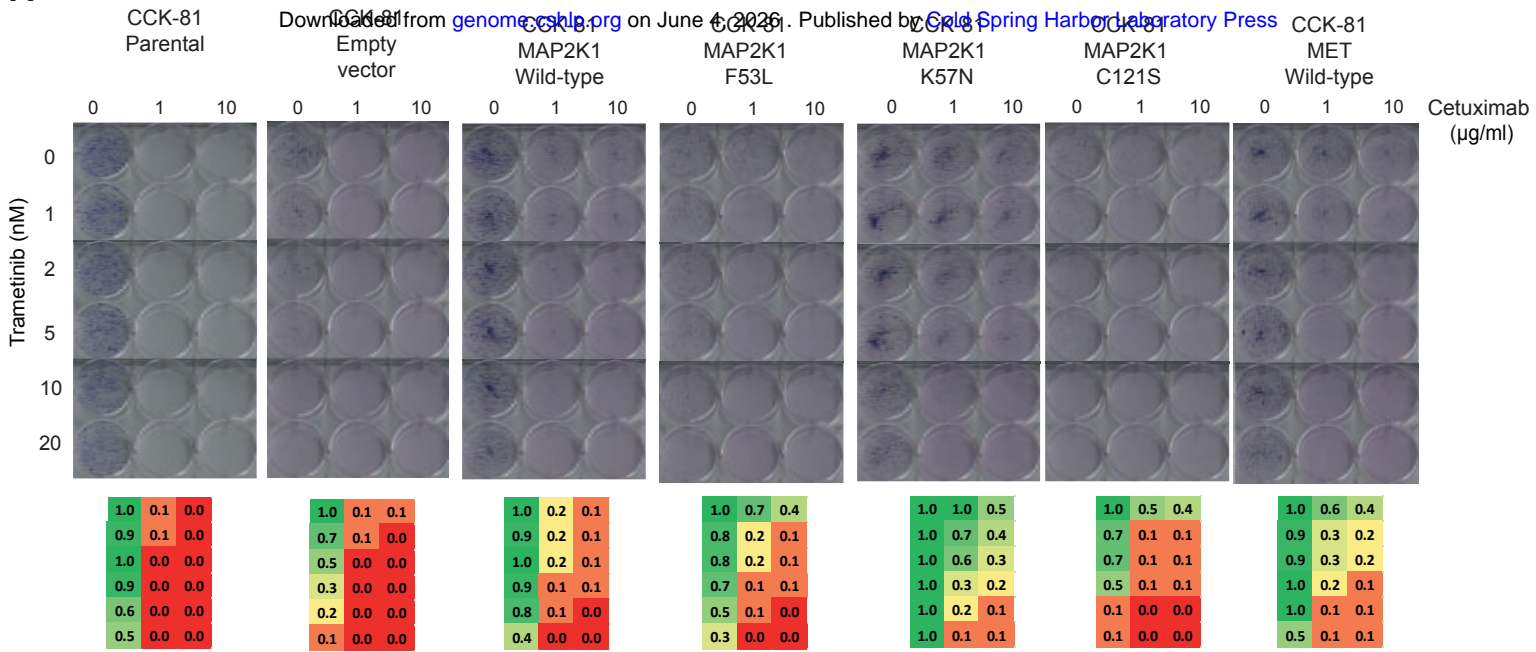 Downloaded from genome.cshlp.org on June 4, 2026 . Published by Cold Spring Harbor Laboratory Press
CCK-81 Parental
CCK-81 Empty vector
CCK-81 MAP2K1 Wild-type
CCK-81 MAP2K1 F53L
CCK-81 MAP2K1 K57N
CCK-81 MAP2K1 C121S
CCK-81 MET Wild-type
0 1 10 0 1 10 0 1 10 0 1 10 0 1 10 0 1 10 0 1 10 Cetuximab
(µg/ml)
Trametinib (nM)
0
1
2
5
10
20
1.0 0.1 0.0 1.0 0.1 0.1 1.0 0.2 0.1 1.0 0.7 0.4 1.0 1.0 0.5 1.0 0.5 0.4 1.0 0.6 0.4
0.9 0.1 0.0 0.7 0.1 0.0 0.9 0.2 0.1 0.8 0.2 0.1 1.0 0.7 0.4 0.7 0.1 0.1 0.9 0.3 0.2
1.0 0.0 0.0 0.5 0.0 0.0 1.0 0.2 0.1 0.8 0.2 0.1 1.0 0.6 0.3 0.7 0.1 0.1 0.9 0.3 0.2
0.9 0.0 0.0 0.3 0.0 0.0 0.9 0.1 0.1 0.7 0.1 0.1 1.0 0.3 0.2 0.5 0.1 0.1 1.0 0.2 0.1
0.6 0.0 0.0 0.2 0.0 0.0 0.8 0.1 0.0 0.5 0.1 0.0 1.0 0.2 0.1 0.1 0.0 0.0 1.0 0.1 0.1
0.5 0.0 0.0 0.1 0.0 0.0 0.4 0.0 0.0 0.3 0.0 0.0 1.0 0.1 0.1 0.1 0.0 0.0 0.5 0.1 0.1